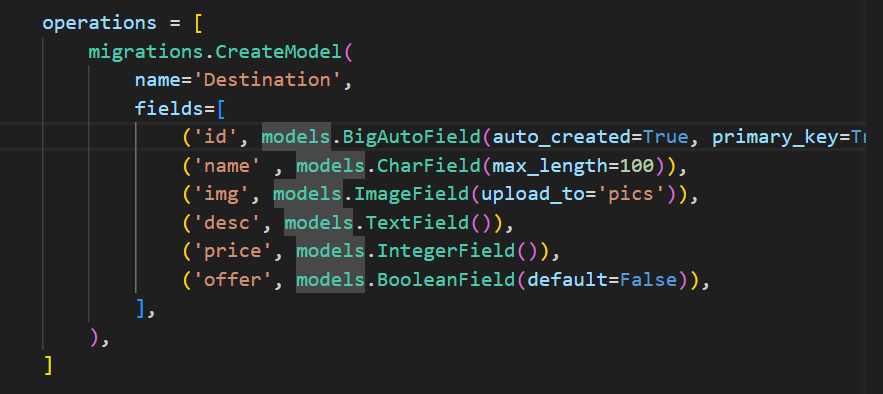 operations = [
migrations.CreateModel(
name='Destination',
fields=[
('id', models.BigAutoField(auto_created=True, primary_key=Tr
('name' , models.CharField(max_length=100)),
('img', models.ImageField(upload_to='pics')),
('desc', models.TextField()),
('price', models.IntegerField()),
('offer', models.BooleanField(default=False)),
],
),
]